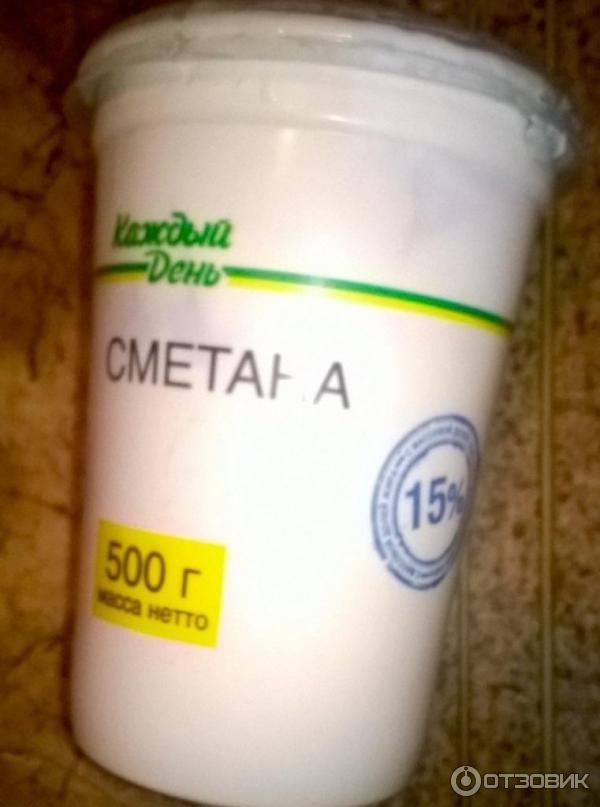 Каждый
День
СМЕТАНА
15%
500 г
масса нетто
ОТЗОВИК